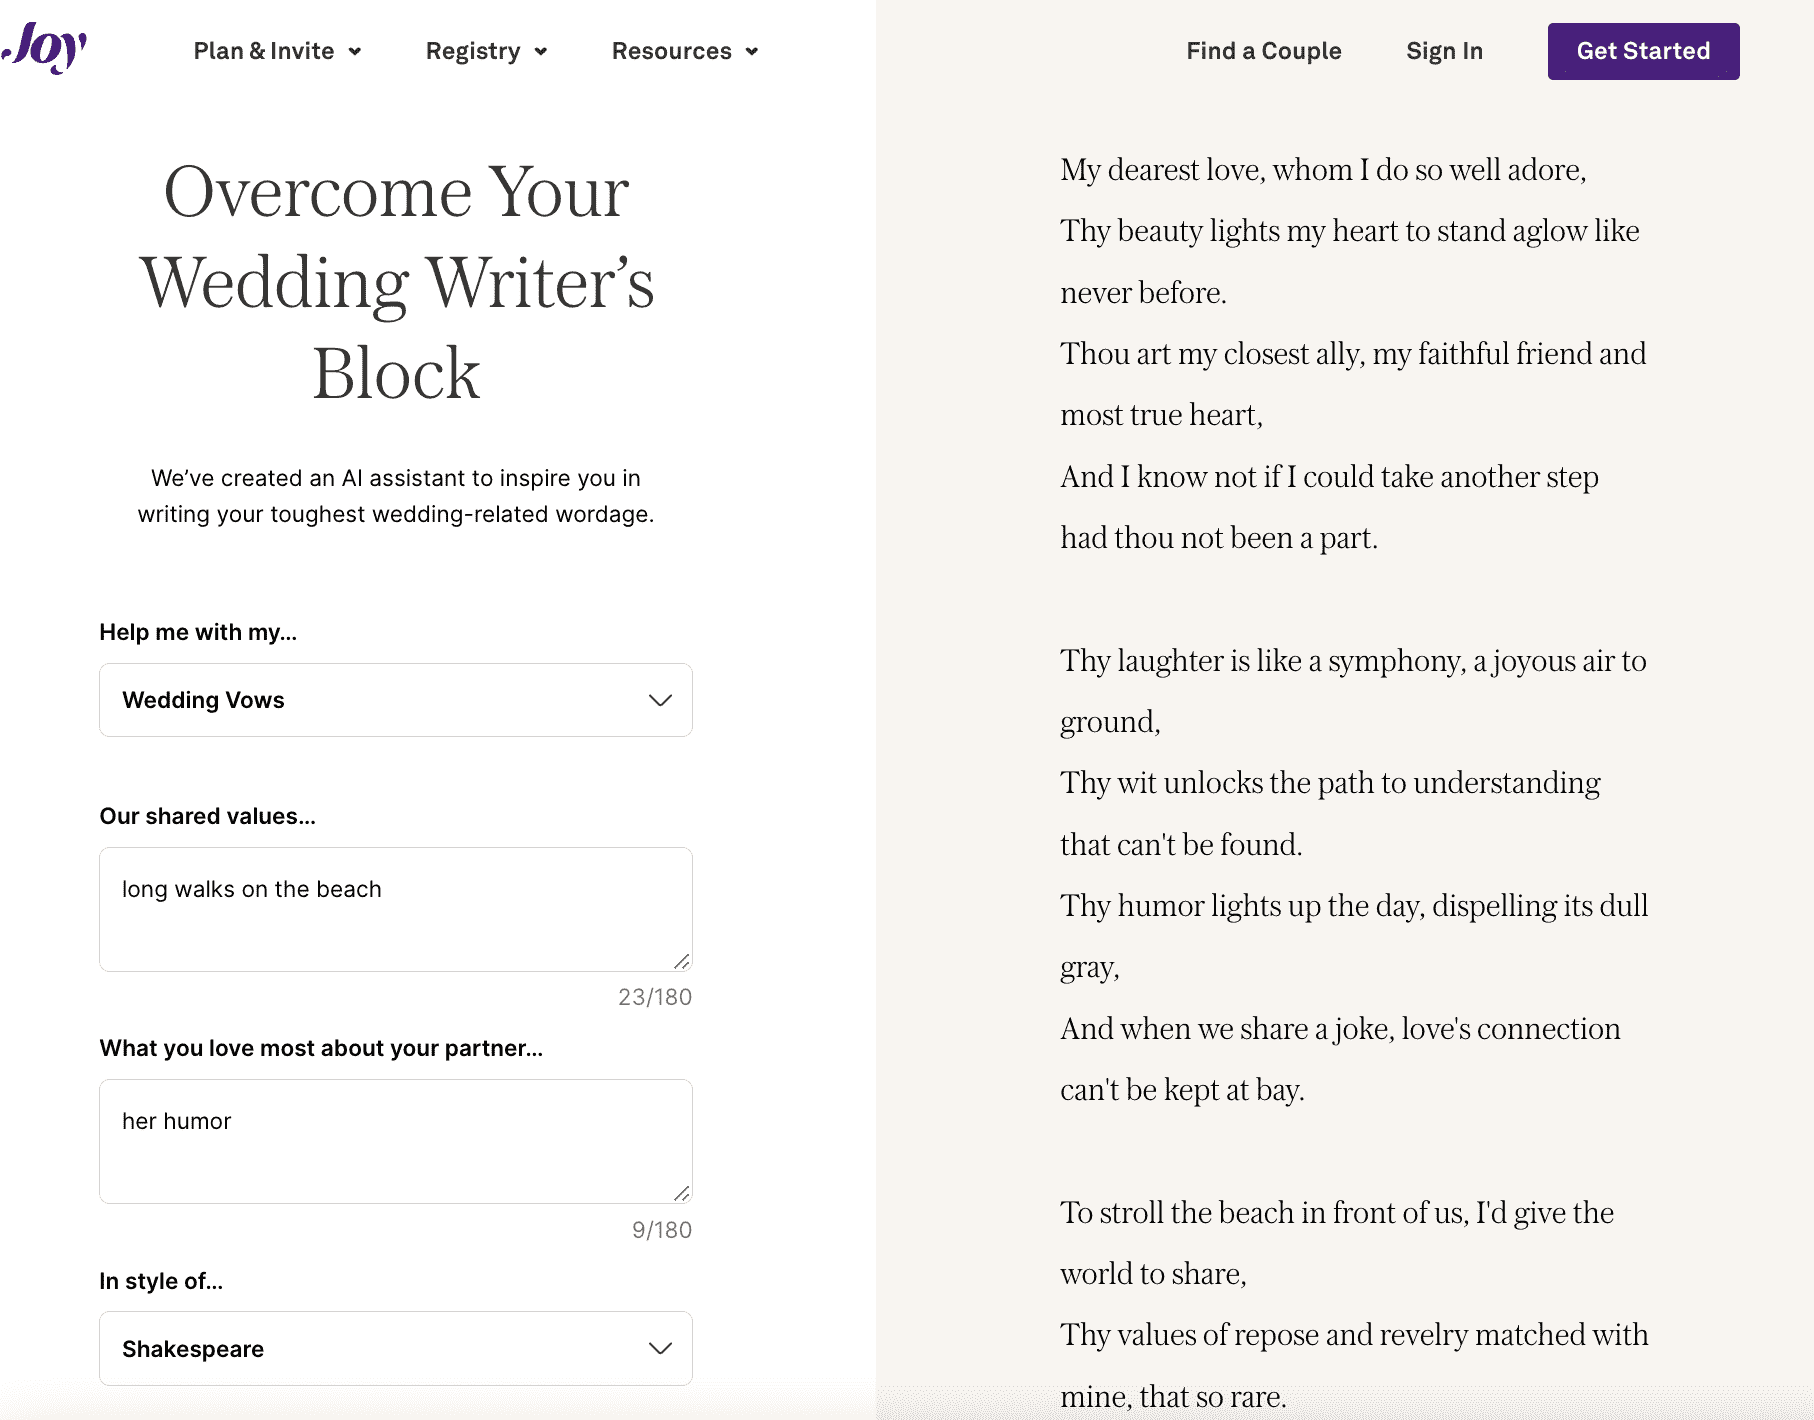 Joy
Plan & Invite
Registry
Resources
Find a Couple
Sign In
Get Started
Overcome Your
Wedding Writer’s
Block
We’ve created an AI assistant to inspire you in
writing your toughest wedding-related wordage.
Help me with my...
Wedding Vows
Our shared values...
long walks on the beach
23/180
What you love most about your partner...
her humor
9/180
In style of...
Shakespeare
My dearest love, whom I do so well adore,
Thy beauty lights my heart to stand aglow like
never before.
Thou art my closest ally, my faithful friend and
most true heart,
And I know not if I could take another step
had thou not been a part.
Thy laughter is like a symphony, a joyous air to
ground,
Thy wit unlocks the path to understanding
that can't be found.
Thy humor lights up the day, dispelling its dull
gray,
And when we share a joke, love's connection
can't be kept at bay.
To stroll the beach in front of us, I'd give the
world to share,
Thy values of repose and revelry matched with
mine, that so rare.